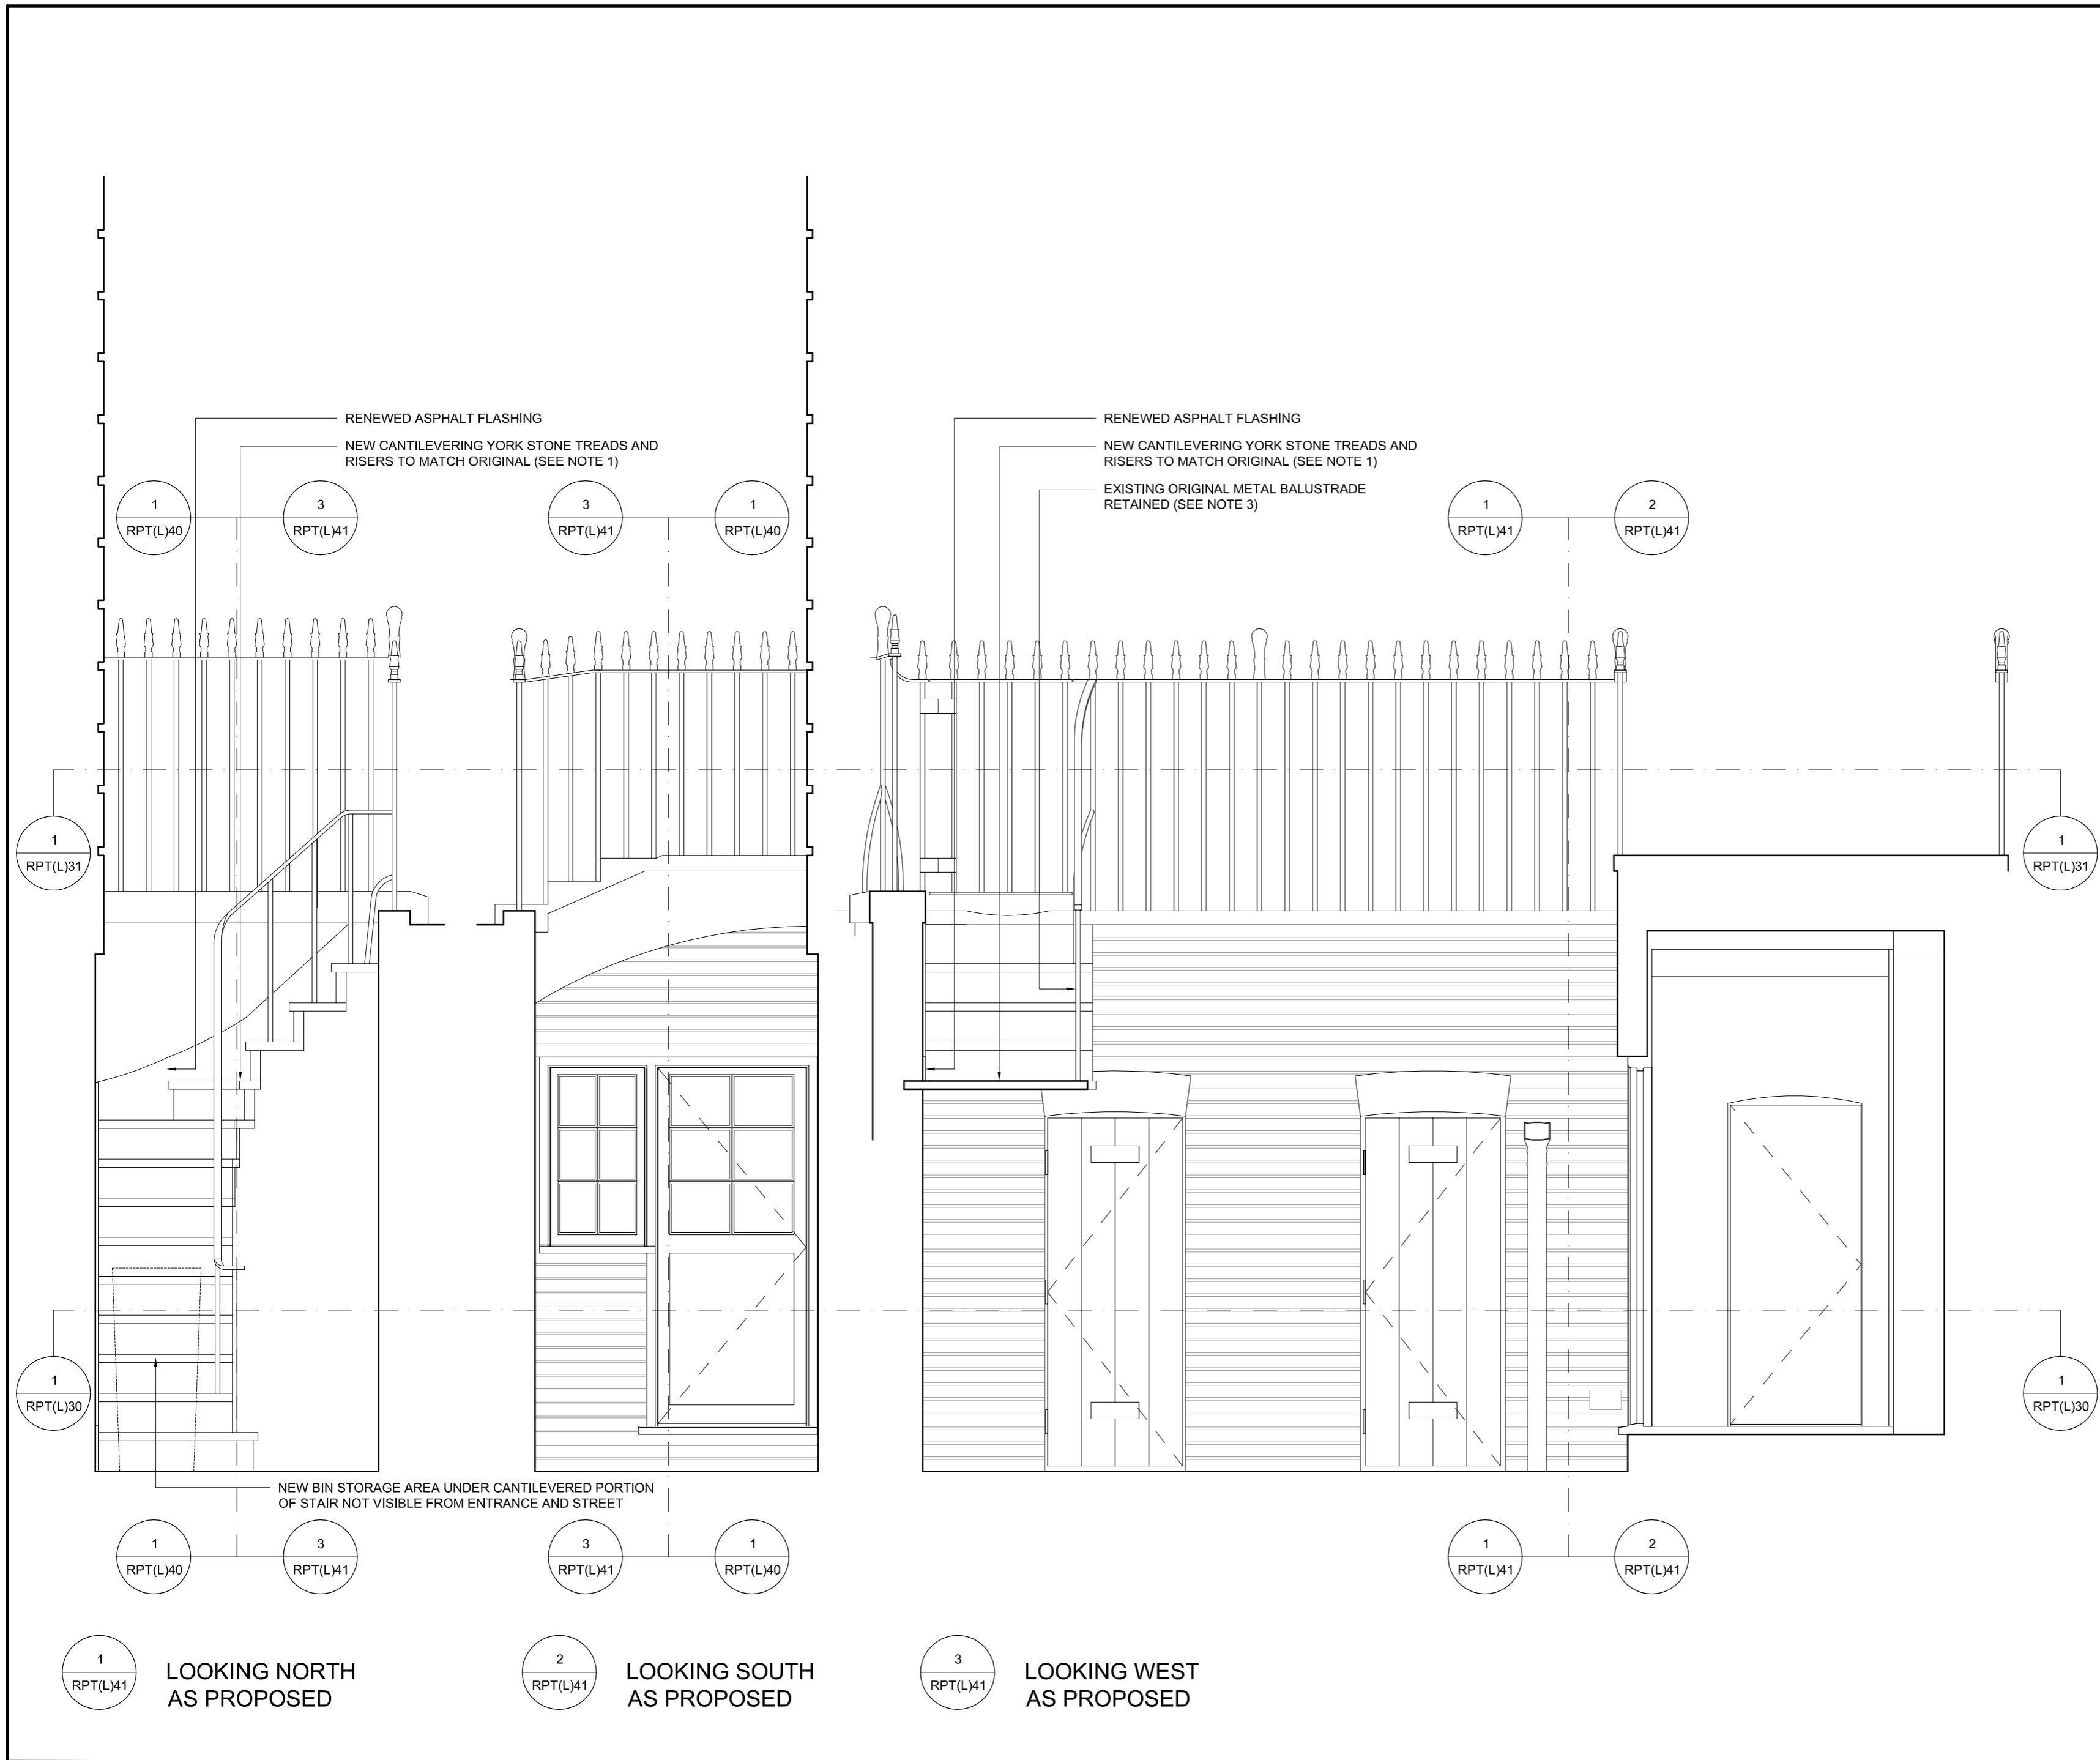 RENEWED ASPHALT FLASHING
NEW CANTILEVERING YORK STONE TREADS AND
RISERS TO MATCH ORIGINAL (SEE NOTE 1)
RENEWED ASPHALT FLASHING
NEW CANTILEVERING YORK STONE TREADS AND
RISERS TO MATCH ORIGINAL (SEE NOTE 1)
EXISTING ORIGINAL METAL BALUSTRADE
RETAINED (SEE NOTE 3)
1
RPT(L)40
3
RPT(L)41
3
RPT(L)41
1
RPT(L)40
1
RPT(L)41
2
RPT(L)41
1
RPT(L)31
1
RPT(L)31
1
RPT(L)30
1
RPT(L)30
NEW BIN STORAGE AREA UNDER CANTILEVERED PORTION
OF STAIR NOT VISIBLE FROM ENTRANCE AND STREET
1
RPT(L)40
3
RPT(L)41
3
RPT(L)41
1
RPT(L)40
1
RPT(L)41
2
RPT(L)41
1
RPT(L)41
LOOKING NORTH
AS PROPOSED
2
RPT(L)41
LOOKING SOUTH
AS PROPOSED
3
RPT(L)41
LOOKING WEST
AS PROPOSED